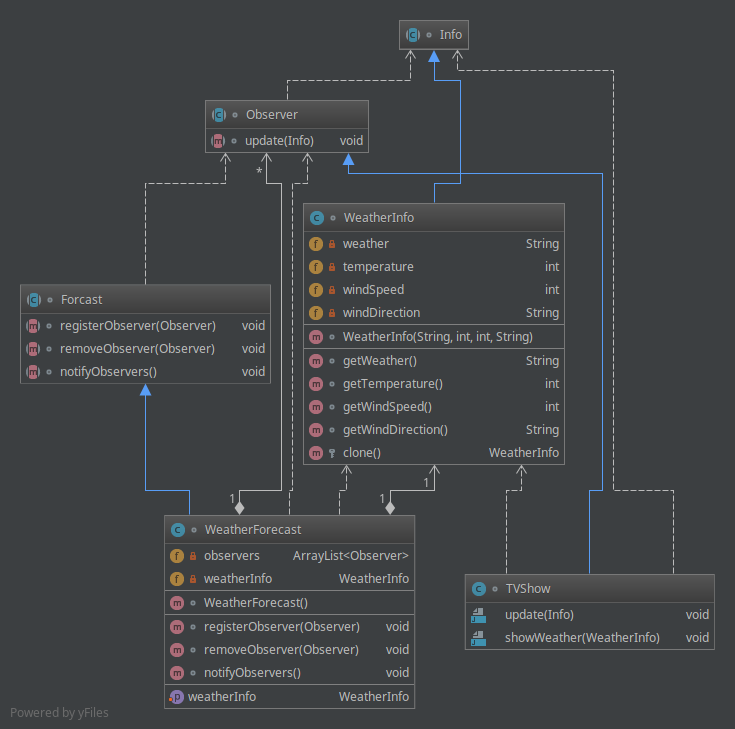 Info
Observer
update(Info) void
*
WeatherInfo
weather String
temperature int
windSpeed int
windDirection String
WeatherInfo(String, int, int, String)
getWeather() String
getTemperature() int
getWindSpeed() int
getWindDirection() String
clone() WeatherInfo
Forcast
registerObserver(Observer) void
removeObserver(Observer) void
notifyObservers() void
1
1
1
WeatherForecast
observers ArrayList<Observer>
weatherInfo WeatherInfo
WeatherForecast()
registerObserver(Observer) void
removeObserver(Observer) void
notifyObservers() void
weatherInfo WeatherInfo
TVShow
update(Info) void
showWeather(WeatherInfo) void
Powered by yFiles